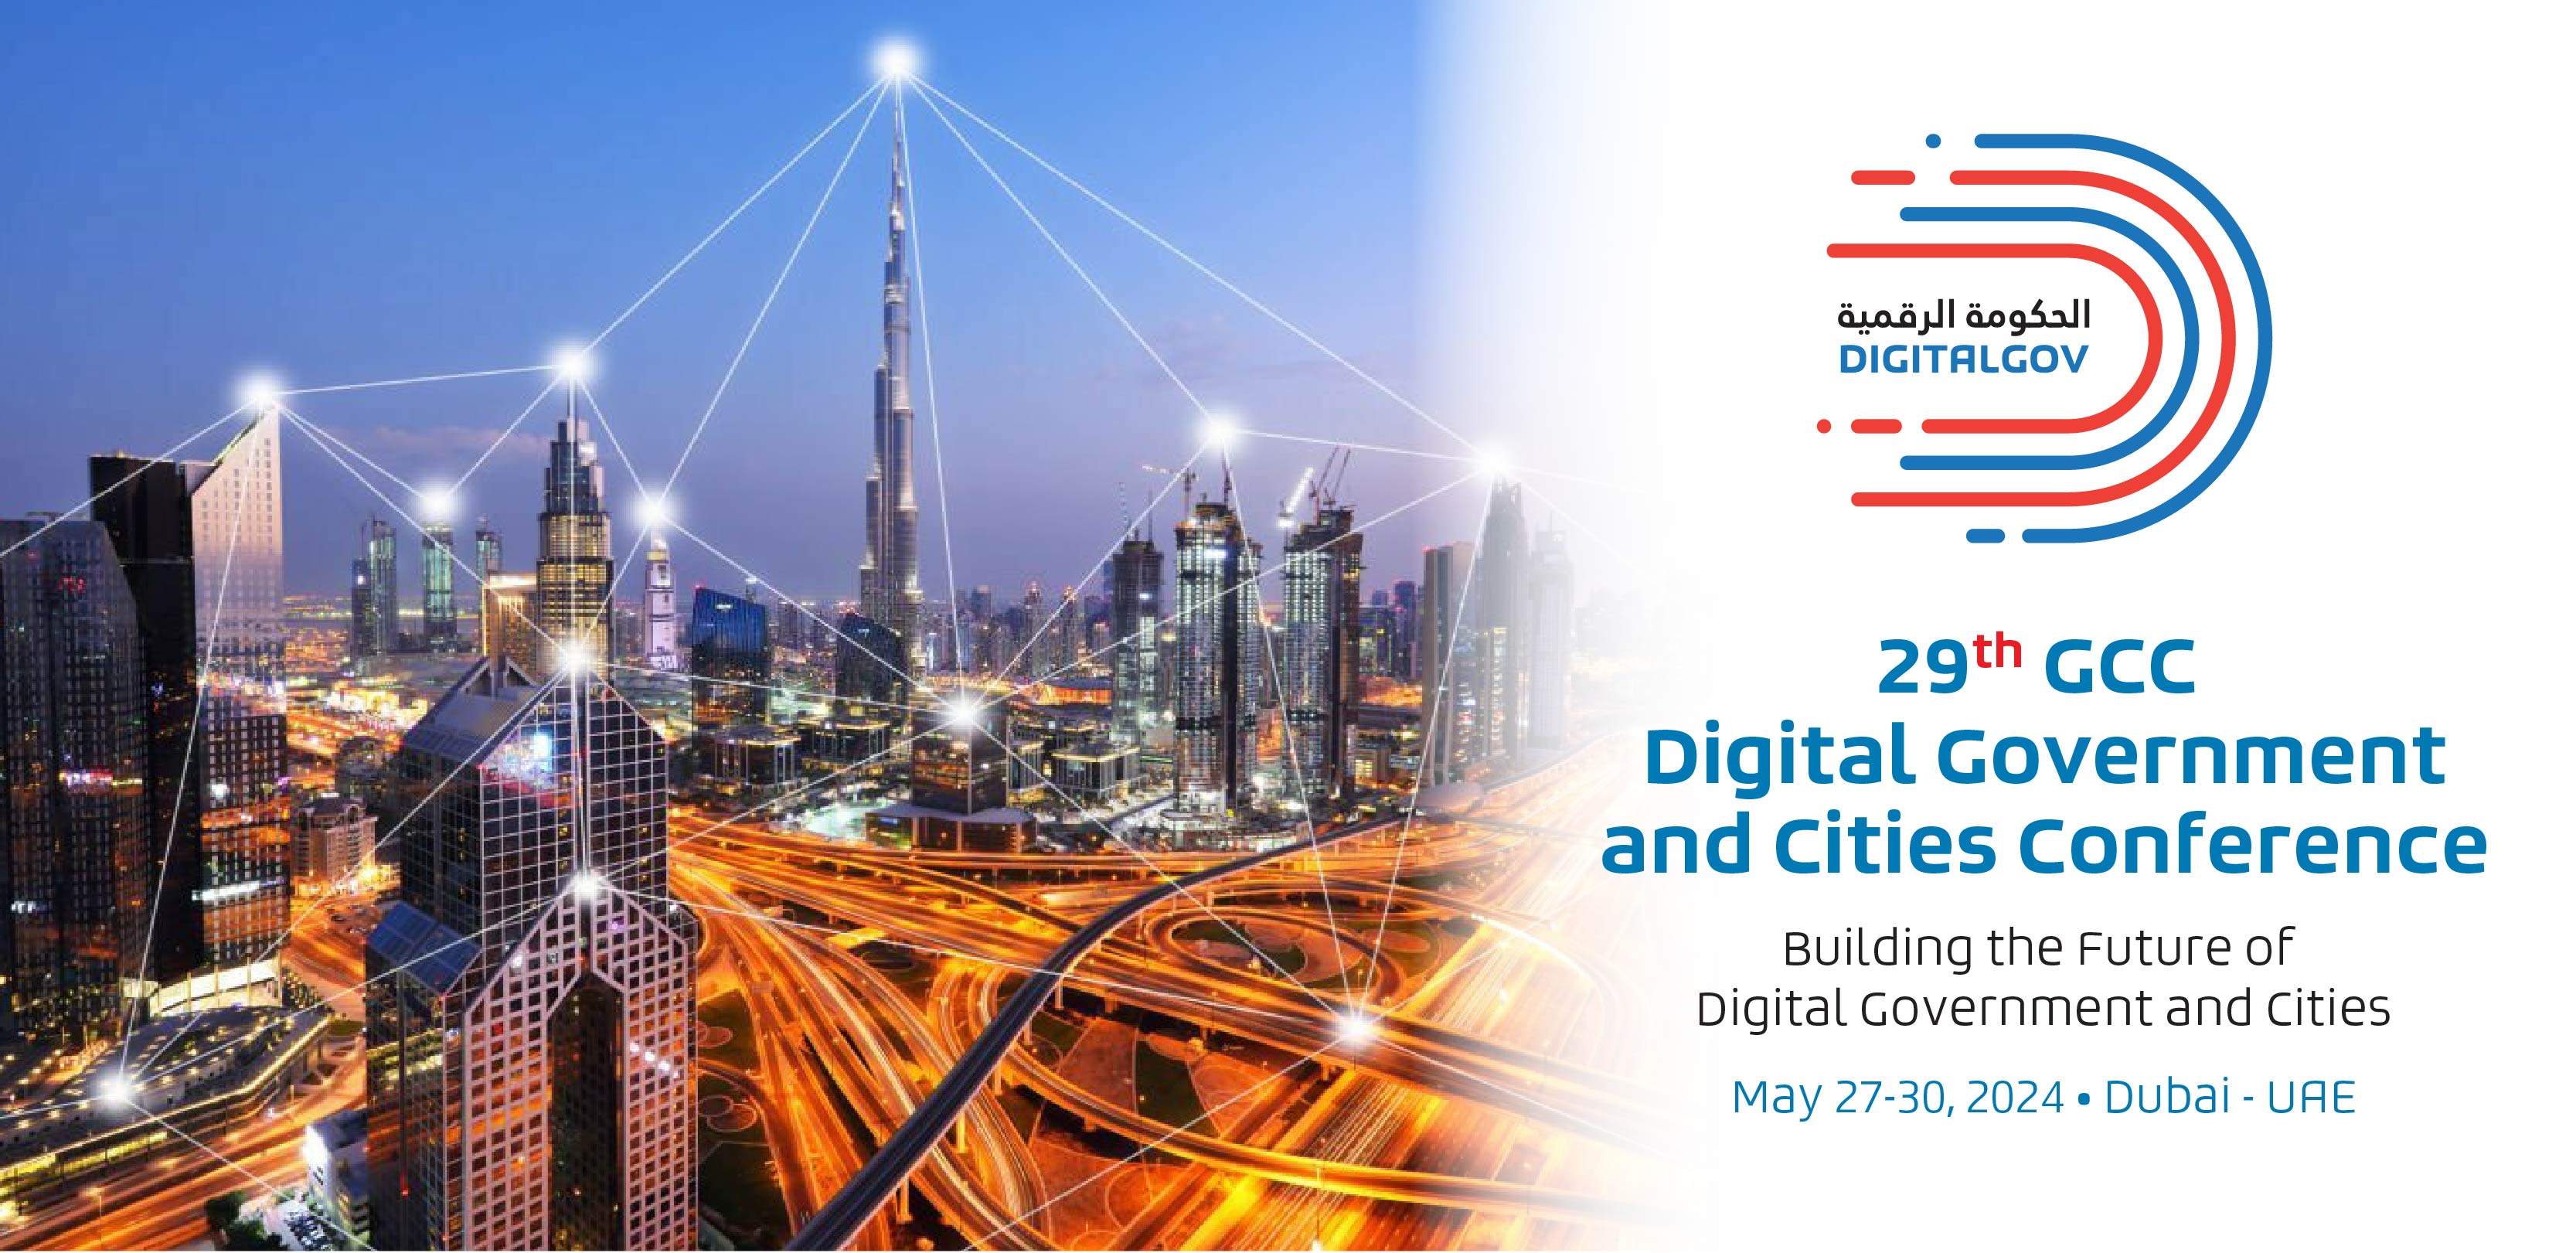 الحكومة الرقمية
DIGITALGOV
29th GCC
Digital Government
and Cities Conference
Building the Future of
Digital Government and Cities
May 27-30, 2024 • Dubai - UAE